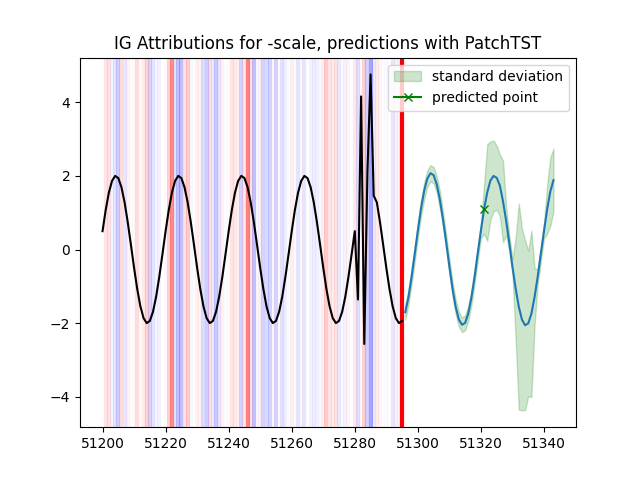 IG Attributions for -scale, predictions with PatchTST
standard deviation
predicted point
4
2
0
−2
−4
51200 51220 51240 51260 51280 51300 51320 51340